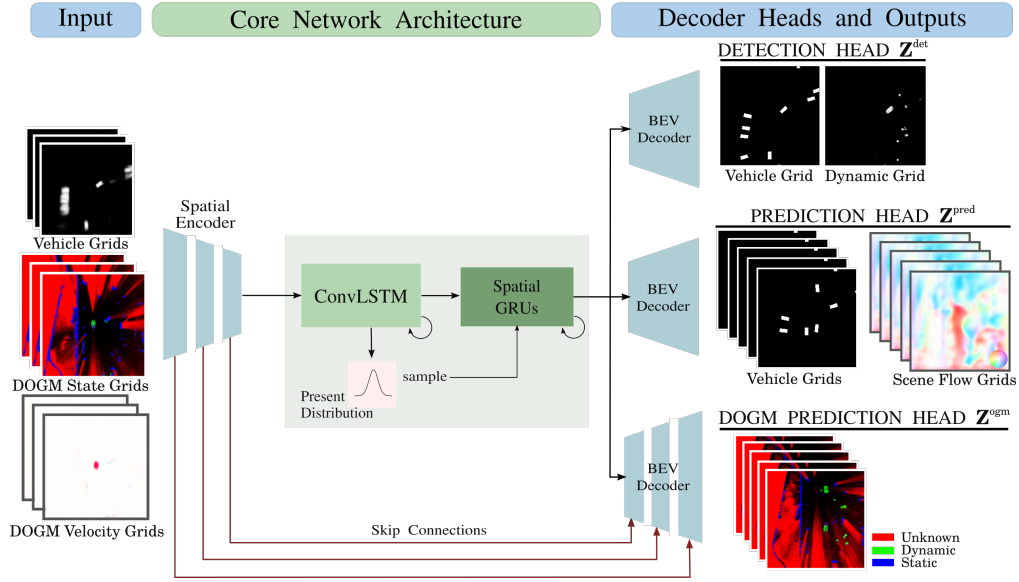 Input
Core Network Architecture
Decoder Heads and Outputs
Vehicle Grids
DOGM State Grids
DOGM Velocity Grids
Spatial
Encoder
ConvLSTM
Spatial
GRUs
sample
Present
Distribution
Skip Connections
BEV
Decoder
DETECTION HEAD Z^det
Vehicle Grid
Dynamic Grid
BEV
Decoder
PREDICTION HEAD Z^pred
Vehicle Grids
Scene Flow Grids
BEV
Decoder
DOGM PREDICTION HEAD Z^ogm
Unknown
Dynamic
Static